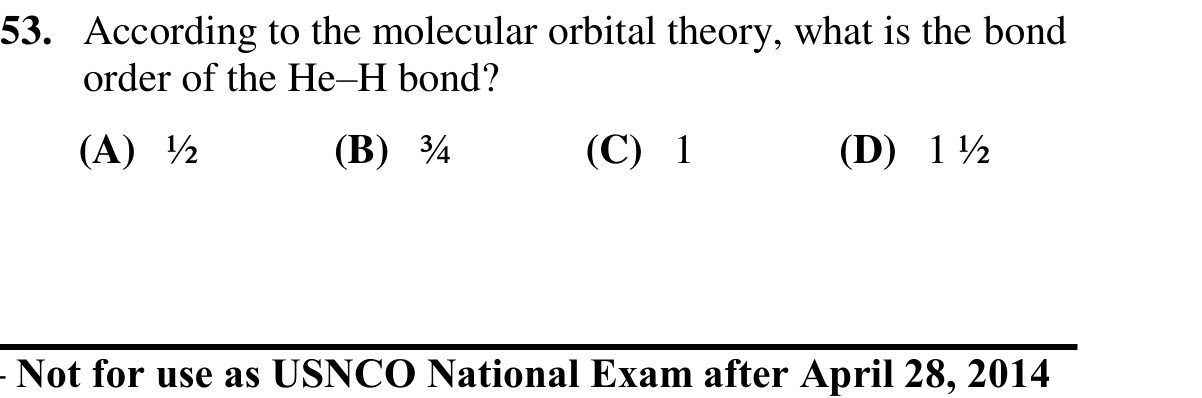 53. According to the molecular orbital theory, what is the bond
order of the He–H bond?
(A) ½ (B) ¾ (C) 1 (D) 1 ½
- Not for use as USNCO National Exam after April 28, 2014